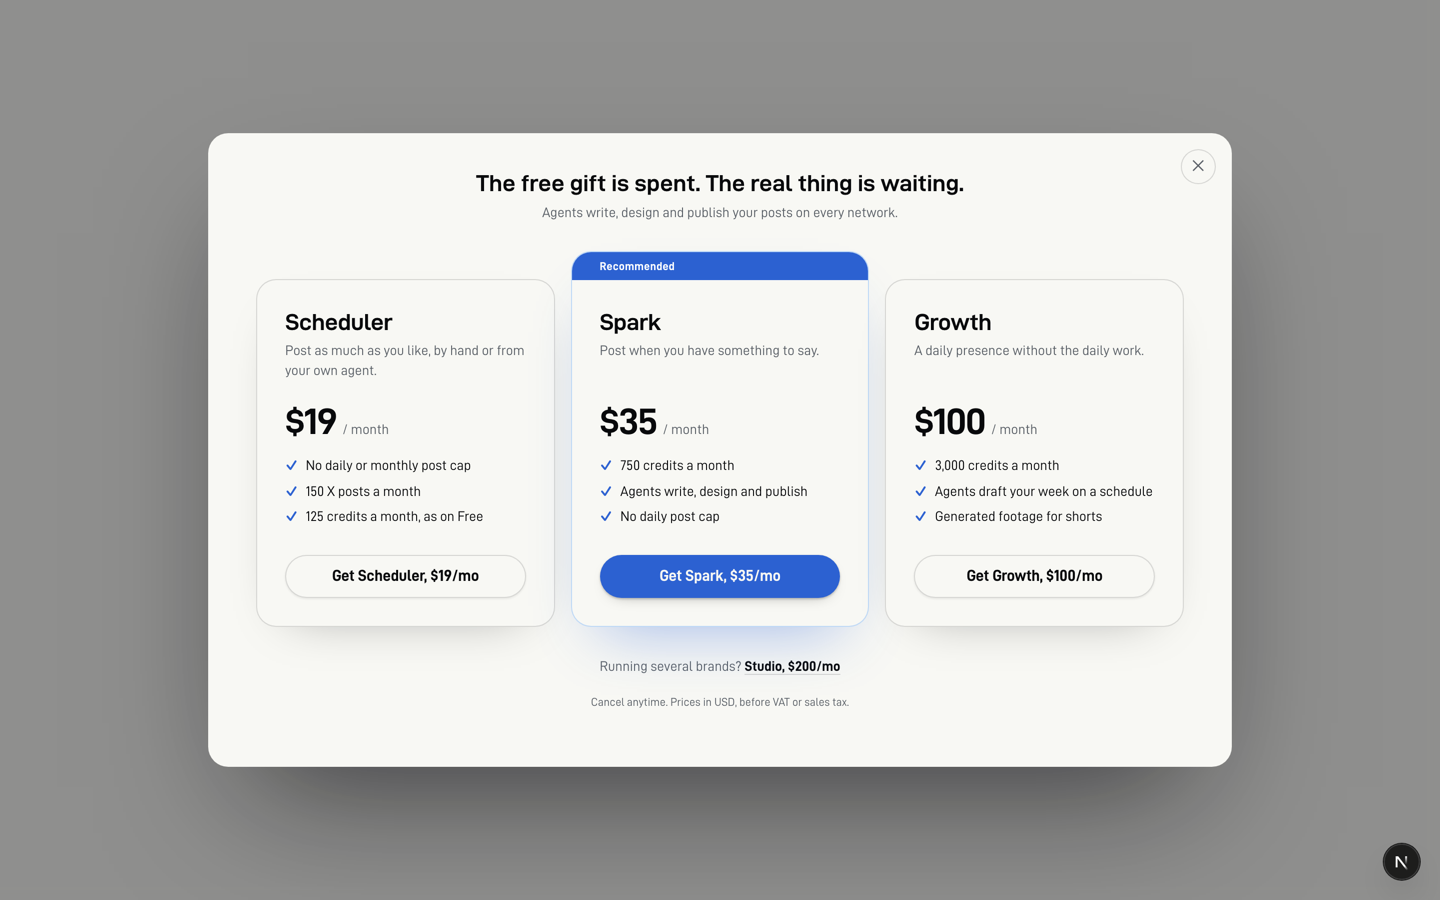 The free gift is spent. The real thing is waiting.
Agents write, design and publish your posts on every network.
Scheduler
Post as much as you like, by hand or from
your own agent.
$19 / month
No daily or monthly post cap
150 X posts a month
125 credits a month, as on Free
Get Scheduler, $19/mo
Recommended
Spark
Post when you have something to say.
$35 / month
750 credits a month
Agents write, design and publish
No daily post cap
Get Spark, $35/mo
Growth
A daily presence without the daily work.
$100 / month
3,000 credits a month
Agents draft your week on a schedule
Generated footage for shorts
Get Growth, $100/mo
Running several brands? Studio, $200/mo
Cancel anytime. Prices in USD, before VAT or sales tax.
N